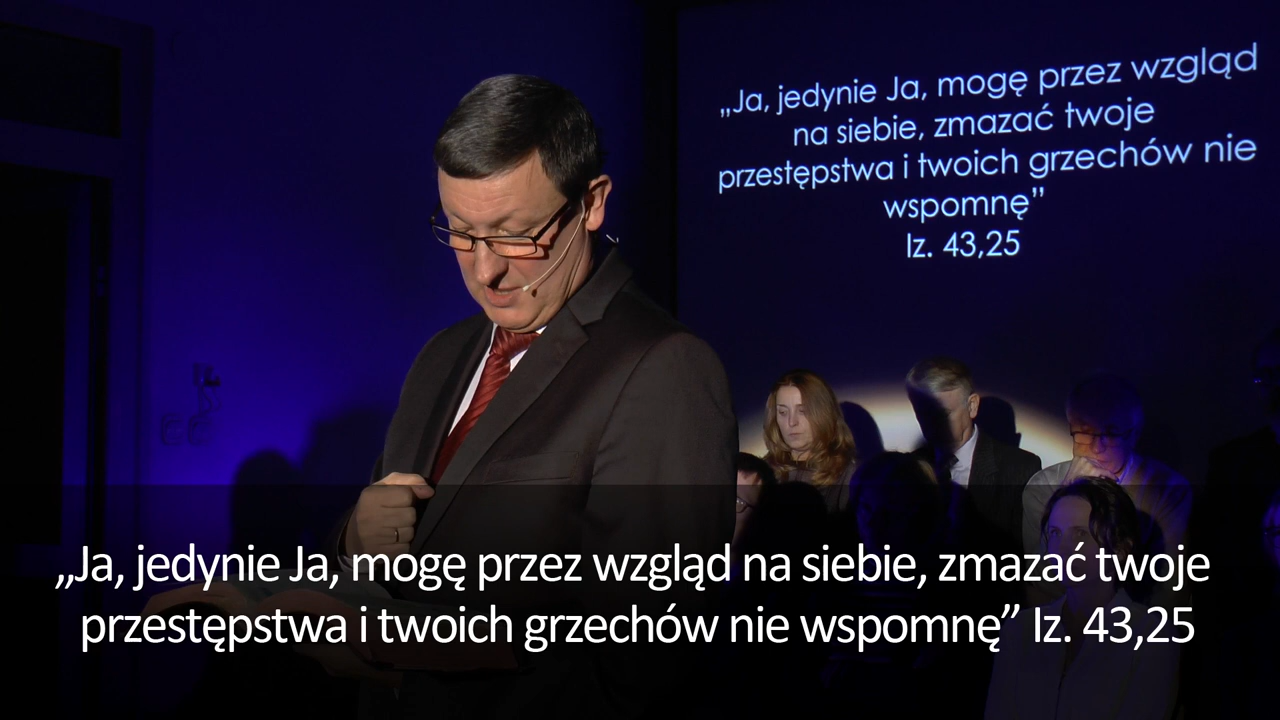 „Ja, jedynie Ja, mogę przez wzgląd
na siebie, zmazać twoje
przestępstwa i twoich grzechów nie
wspomnę”
Iz. 43,25
„Ja, jedynie Ja, mogę przez wzgląd na siebie, zmazać twoje
przestępstwa i twoich grzechów nie wspomnę” Iz. 43,25